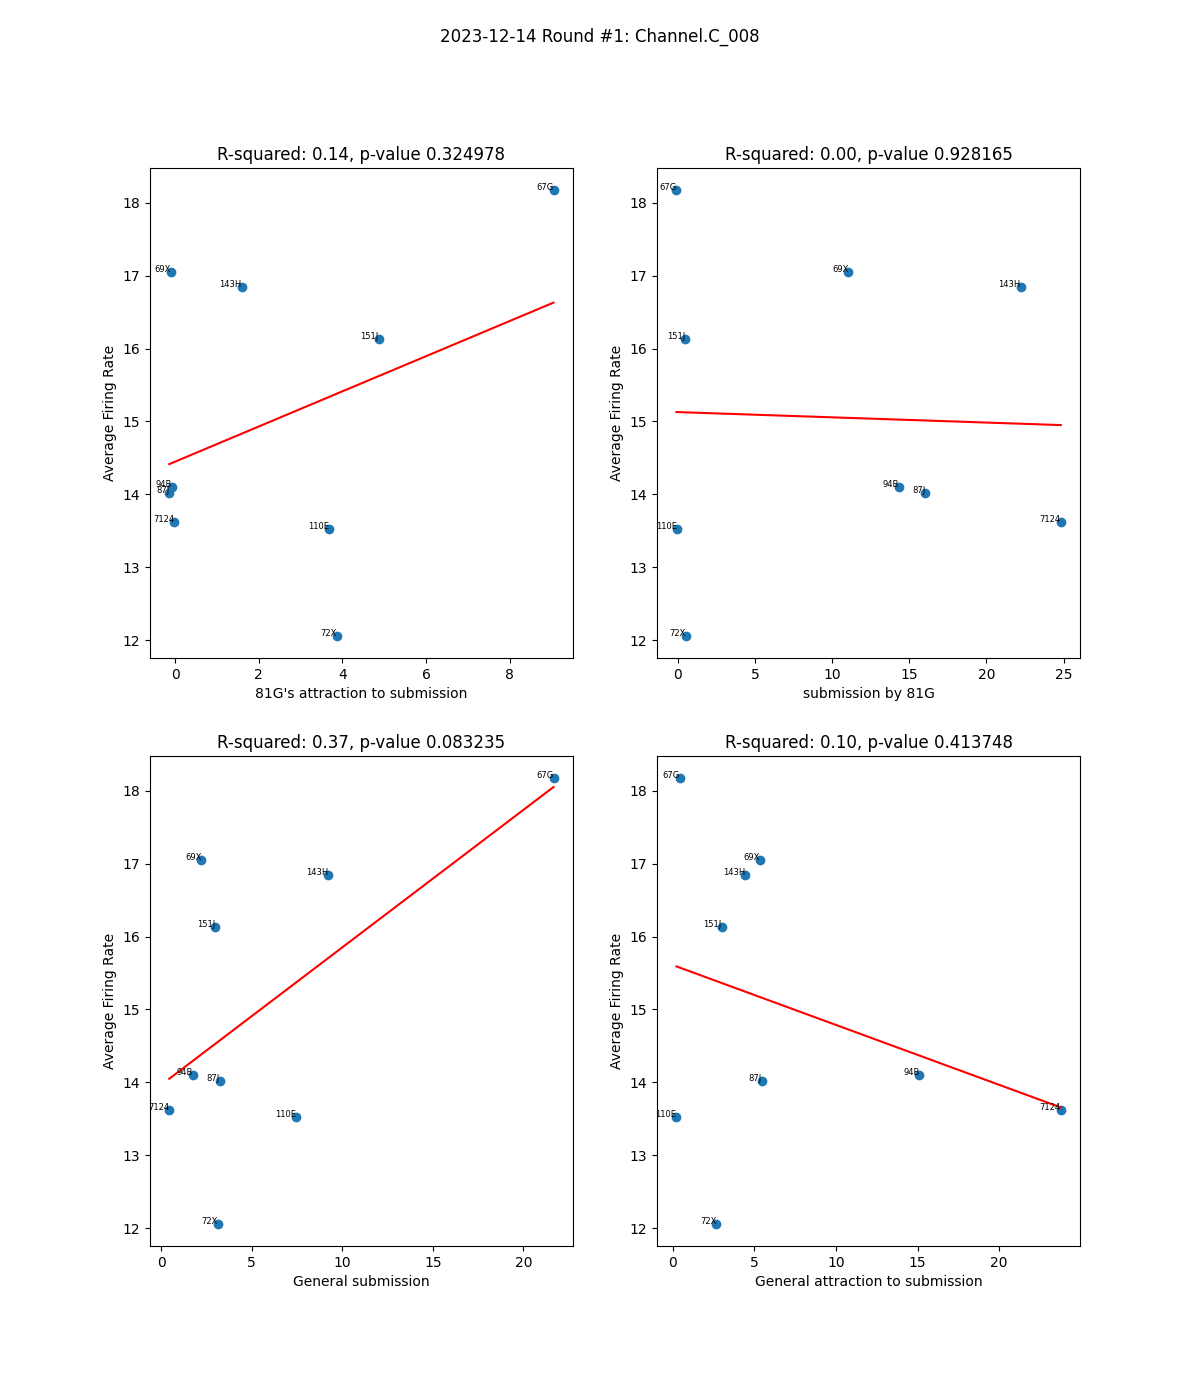 2023-12-14 Round #1: Channel.C_008
R-squared: 0.14, p-value 0.324978
Average Firing Rate
18
17
16
15
14
13
12
67G
69X
143H
151J
94B
87J
7124
110E
72X
0 2 4 6 8
81G's attraction to submission
R-squared: 0.00, p-value 0.928165
Average Firing Rate
18
17
16
15
14
13
12
67G
69X
143H
151J
94B
87J
7124
110E
72X
0 5 10 15 20 25
submission by 81G
R-squared: 0.37, p-value 0.083235
Average Firing Rate
18
17
16
15
14
13
12
67G
69X
143H
151J
94B
87J
7124
110E
72X
0 5 10 15 20
General submission
R-squared: 0.10, p-value 0.413748
Average Firing Rate
18
17
16
15
14
13
12
67G
69X
143H
151J
94B
87J
7124
110E
72X
0 5 10 15 20
General attraction to submission